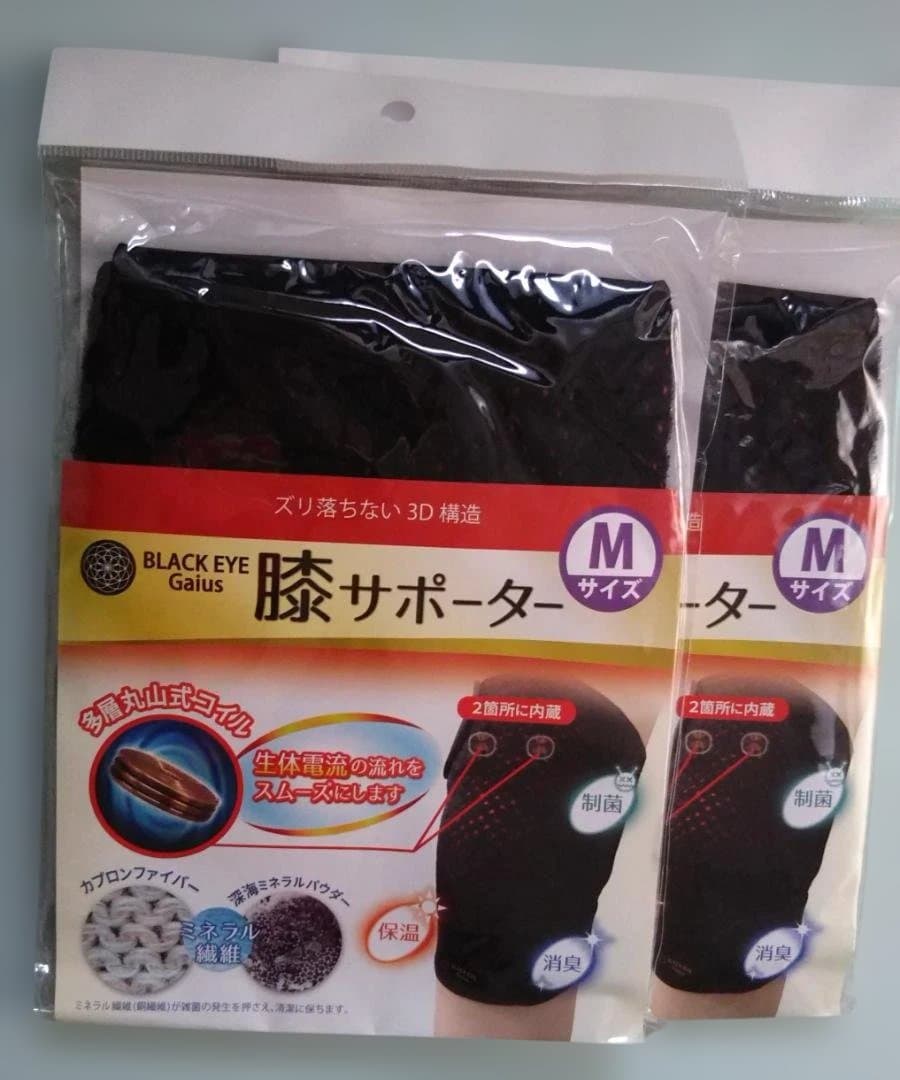 ズリ落ちない 3D 構造
BLACK EYE
Gaius
膝サポーター
M
サイズ
多層丸山式コイル
生体電流の流れを
スムーズにします
2箇所に内蔵
制菌
カプロンファイバー
深海ミネラルパウダー
ミネラル
繊維
保温
消臭
ミネラル繊維(銅繊維)が雑菌の発生を押さえ、清潔に保ちます。
造
ーター
M
サイズ
2箇所に内蔵
制菌
消臭